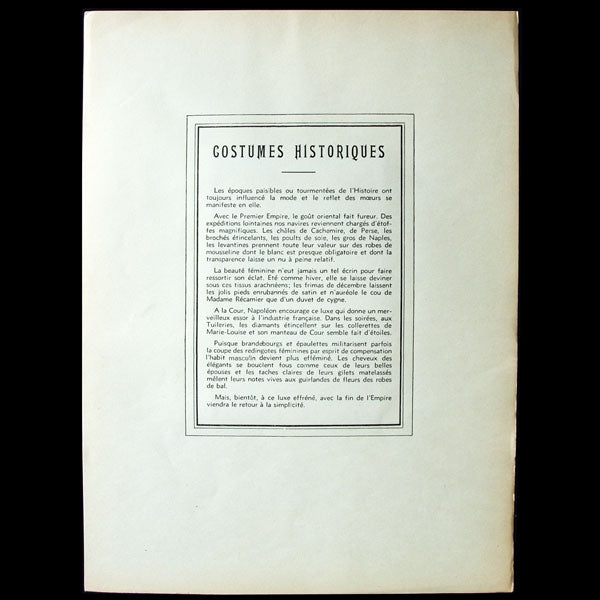 COSTUMES HISTORIQUES
Les époques paisibles ou tourmentées de l'Histoire ont
toujours influencé la mode et le reflet des mœurs se
manifeste en elle.
Avec le Premier Empire, le goût oriental fait fureur. Des
expéditions lointaines nos navires reviennent chargés d'étof-
fes magnifiques. Les châles de Cachemire, de Perse, les
brochés étincelants, les poults de soie, les gros de Naples,
les levantines prennent toute leur valeur sur des robes de
mousseline dont le blanc est presque obligatoire et dont la
transparence laisse un nu à peine relatif.
La beauté féminine n'eut jamais un tel écrin pour faire
ressortir son éclat. Eté comme hiver, elle se laisse deviner
sous ces tissus arachnéens; les frimas de décembre laissent
les jolis pieds enrubannés de satin et n'auréole le cou de
Madame Récamier que d'un duvet de cygne.
A la Cour, Napoléon encourage ce luxe qui donne un mer-
veilleux essor à l'industrie française. Dans les soirées, aux
Tuileries, les diamants étincellent sur les collerettes de
Marie-Louise et son manteau de Cour semble fait d'étoiles.
Puisque brandebourgs et épaulettes militarisent parfois
la coupe des redingotes féminines par esprit de compensation
l'habit masculin devient plus efféminé. Les cheveux des
élégants se bouclent tous comme ceux de leurs belles
épouses et les taches claires de leurs gilets matelassés
mêlent leurs notes vives aux guirlandes de fleurs des robes
de bal.
Mais, bientôt, à ce luxe effréné, avec la fin de l'Empire
viendra le retour à la simplicité.